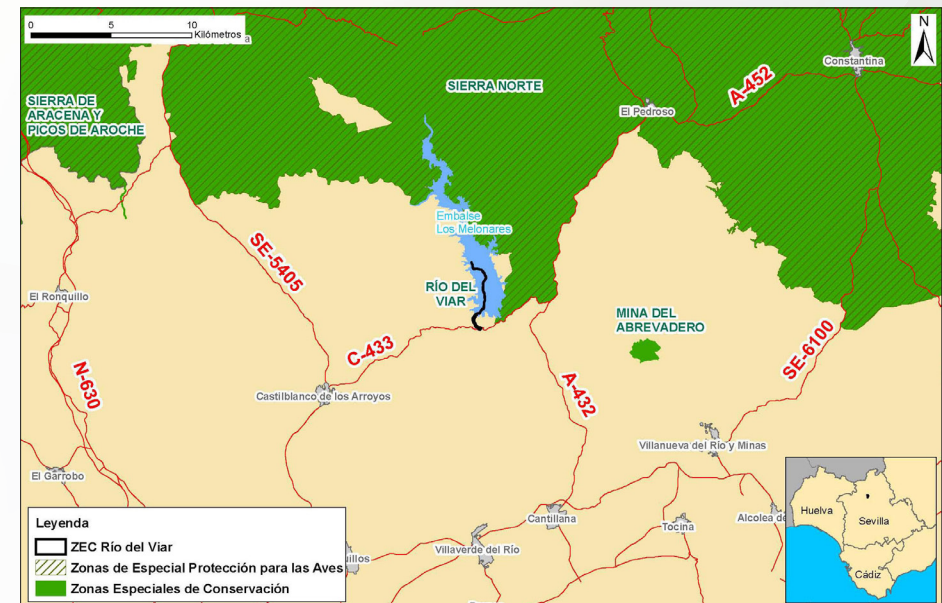 0 5 10
Kilómetros
N
Constantina
SIERRA NORTE
A-452
El Pedroso
SIERRA DE
ARACENA Y
PICOS DE AROCHE
Embalse
Los Melonares
SE-5405
RÍO DEL
VIAR
El Ronquillo
MINA DEL
ABREVADERO
C-433
SE-6100
N-630
Castilblanco de los Arroyos
A-432
Villanueva del Río y Minas
El Garrobo
Cantillana
Tocina
Alcolea de
Villaverde del Río
Huelva
Sevilla
Cádiz
Leyenda
ZEC Río del Viar
Zonas de Especial Protección para las Aves
Zonas Especiales de Conservación